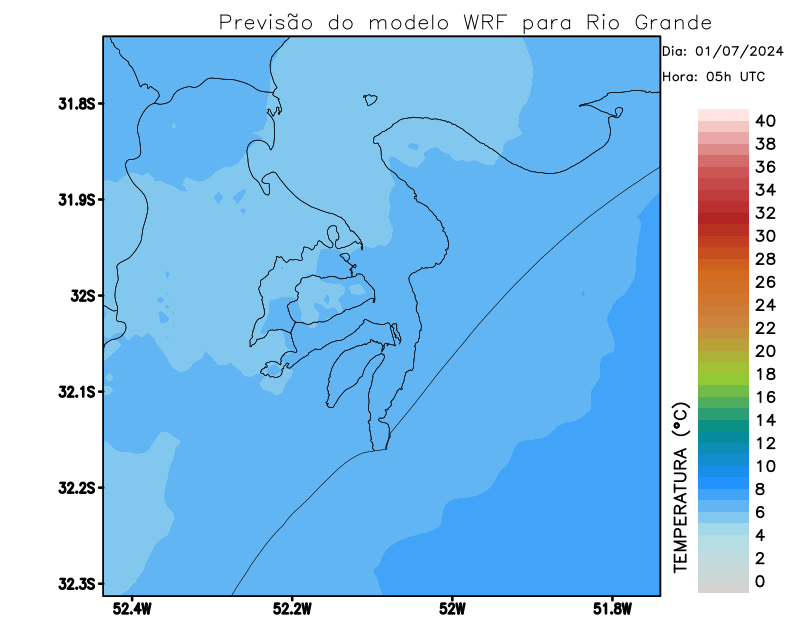 Previsão do modelo WRF para Rio Grande
Dia: 01/07/2024
Hora: 05h UTC
31.8S
31.9S
32S
32.1S
32.2S
32.3S
52.4W
52.2W
52W
51.8W
TEMPERATURA (°C)
40
38
36
34
32
30
28
26
24
22
20
18
16
14
12
10
8
6
4
2
0